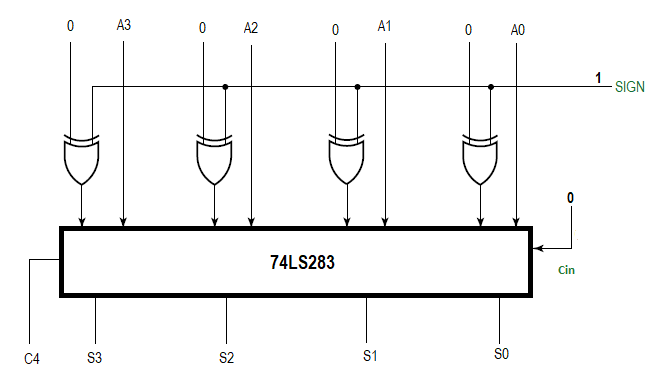 0 A3 0 A2 0 A1 0 A0
1 SIGN
0
74LS283
Cin
C4 S3 S2 S1 S0